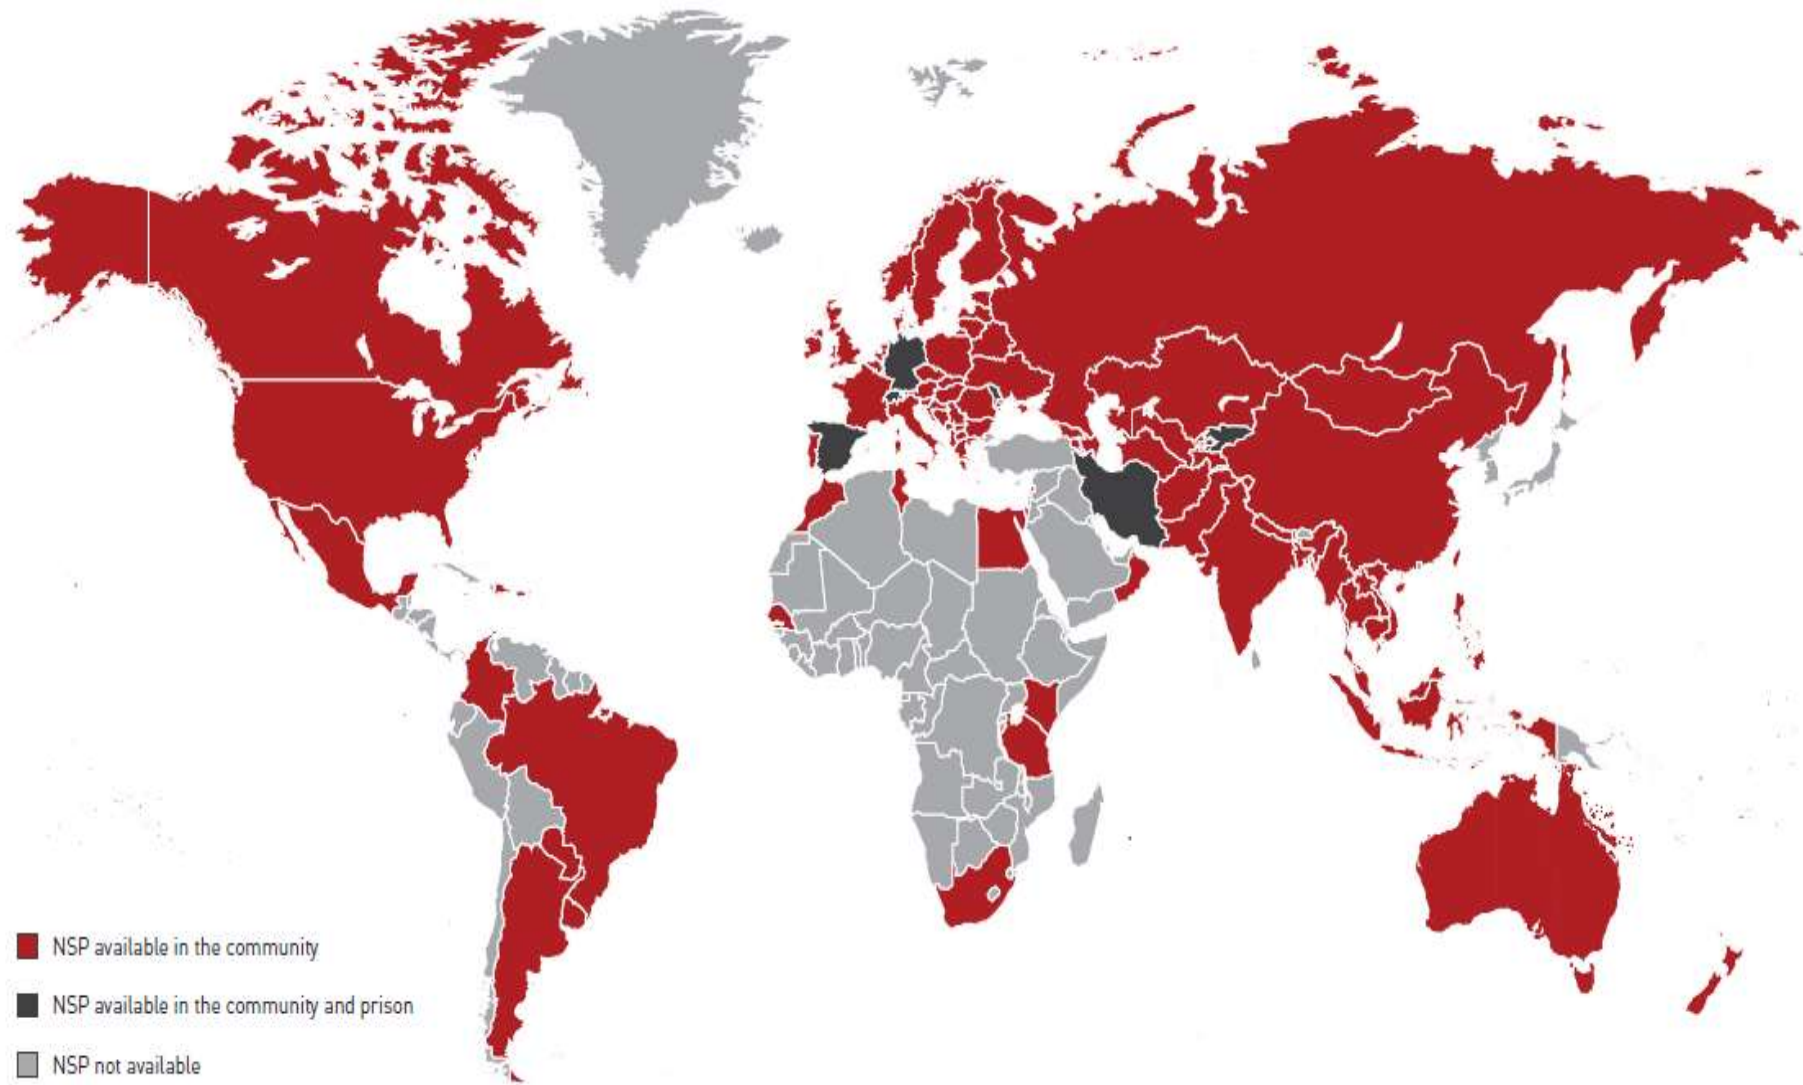 NSP available in the community
NSP available in the community and prison
NSP not available